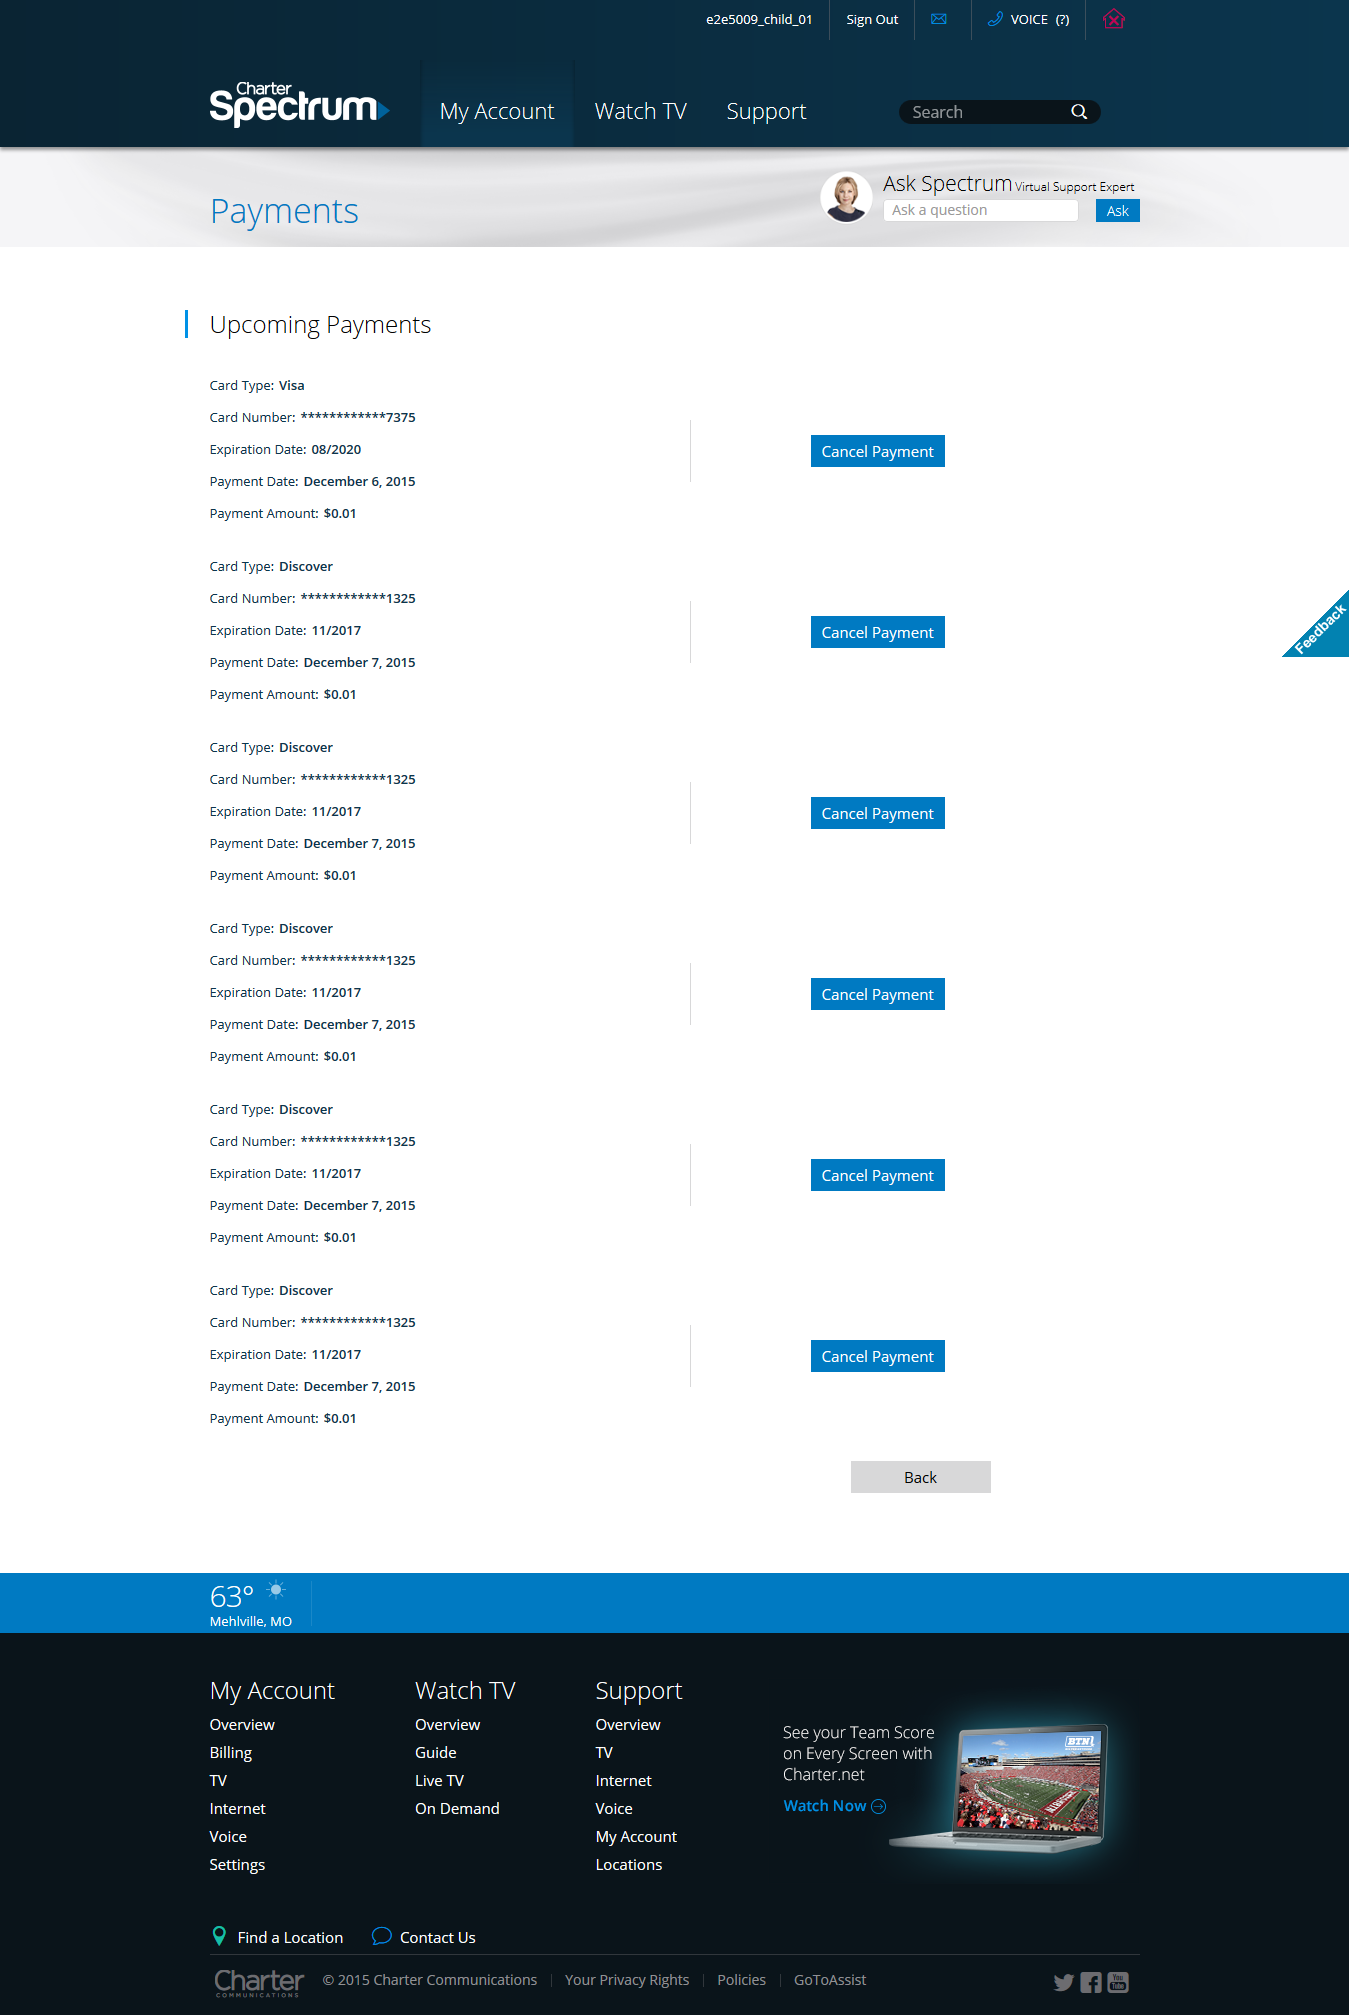 e2e5009_child_01
Sign Out
VOICE (?)
Charter
Spectrum
My Account
Watch TV
Support
Search
Payments
Ask Spectrum Virtual Support Expert
Ask a question
Ask
Upcoming Payments
Card Type: Visa
Card Number: ************7375
Expiration Date: 08/2020
Payment Date: December 6, 2015
Payment Amount: $0.01
Cancel Payment
Card Type: Discover
Card Number: ************1325
Expiration Date: 11/2017
Payment Date: December 7, 2015
Payment Amount: $0.01
Cancel Payment
Feedback
Card Type: Discover
Card Number: ************1325
Expiration Date: 11/2017
Payment Date: December 7, 2015
Payment Amount: $0.01
Cancel Payment
Card Type: Discover
Card Number: ************1325
Expiration Date: 11/2017
Payment Date: December 7, 2015
Payment Amount: $0.01
Cancel Payment
Card Type: Discover
Card Number: ************1325
Expiration Date: 11/2017
Payment Date: December 7, 2015
Payment Amount: $0.01
Cancel Payment
Card Type: Discover
Card Number: ************1325
Expiration Date: 11/2017
Payment Date: December 7, 2015
Payment Amount: $0.01
Cancel Payment
Back
63°
Mehlville, MO
My Account
Overview
Billing
TV
Internet
Voice
Settings
Watch TV
Overview
Guide
Live TV
On Demand
Support
Overview
TV
Internet
Voice
My Account
Locations
See your Team Score
on Every Screen with
Charter.net
Watch Now
BTN
Find a Location
Contact Us
Charter
COMMUNICATIONS
© 2015 Charter Communications
Your Privacy Rights
Policies
GoToAssist
You
Tube